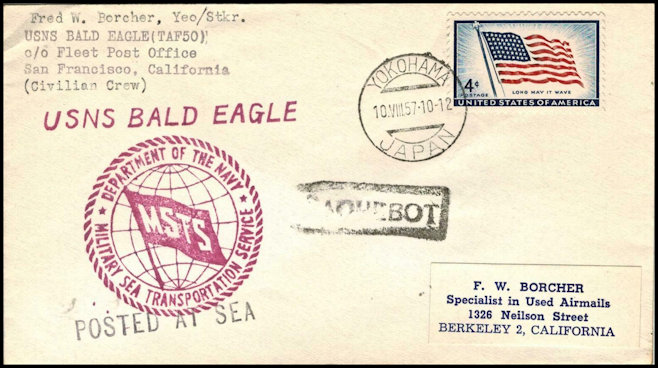 Fred W. Borcher, Yeo/Stkr.
USNS BALD EAGLE(TAF50)
c/o Fleet Post Office
San Francisco, California
(Civilian Crew)
USNS BALD EAGLE
YOKOHAMA
10.VIII.57.10-12
JAPAN
4¢
POSTAGE
LONG MAY IT WAVE
UNITED STATES OF AMERICA
DEPARTMENT OF THE NAVY
MSTS
MILITARY SEA TRANSPORTATION SERVICE
PAQUEBOT
POSTED AT SEA
F. W. BORCHER
Specialist in Used Airmails
1326 Neilson Street
BERKELEY 2, CALIFORNIA